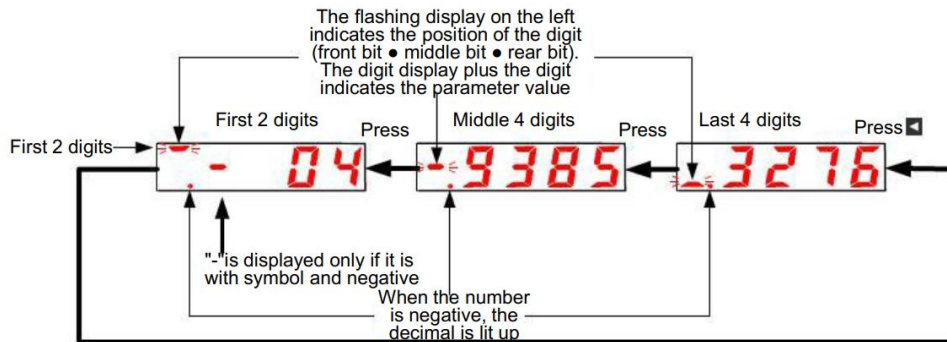 The flashing display on the left
indicates the position of the digit
(front bit ● middle bit ● rear bit).
The digit display plus the digit
indicates the parameter value
First 2 digits
Press
Middle 4 digits
Press
Last 4 digits
Press ◀
First 2 digits
- 04
-9385
_.3276
"-"is displayed only if it is
with symbol and negative
When the number
is negative, the
decimal is lit up